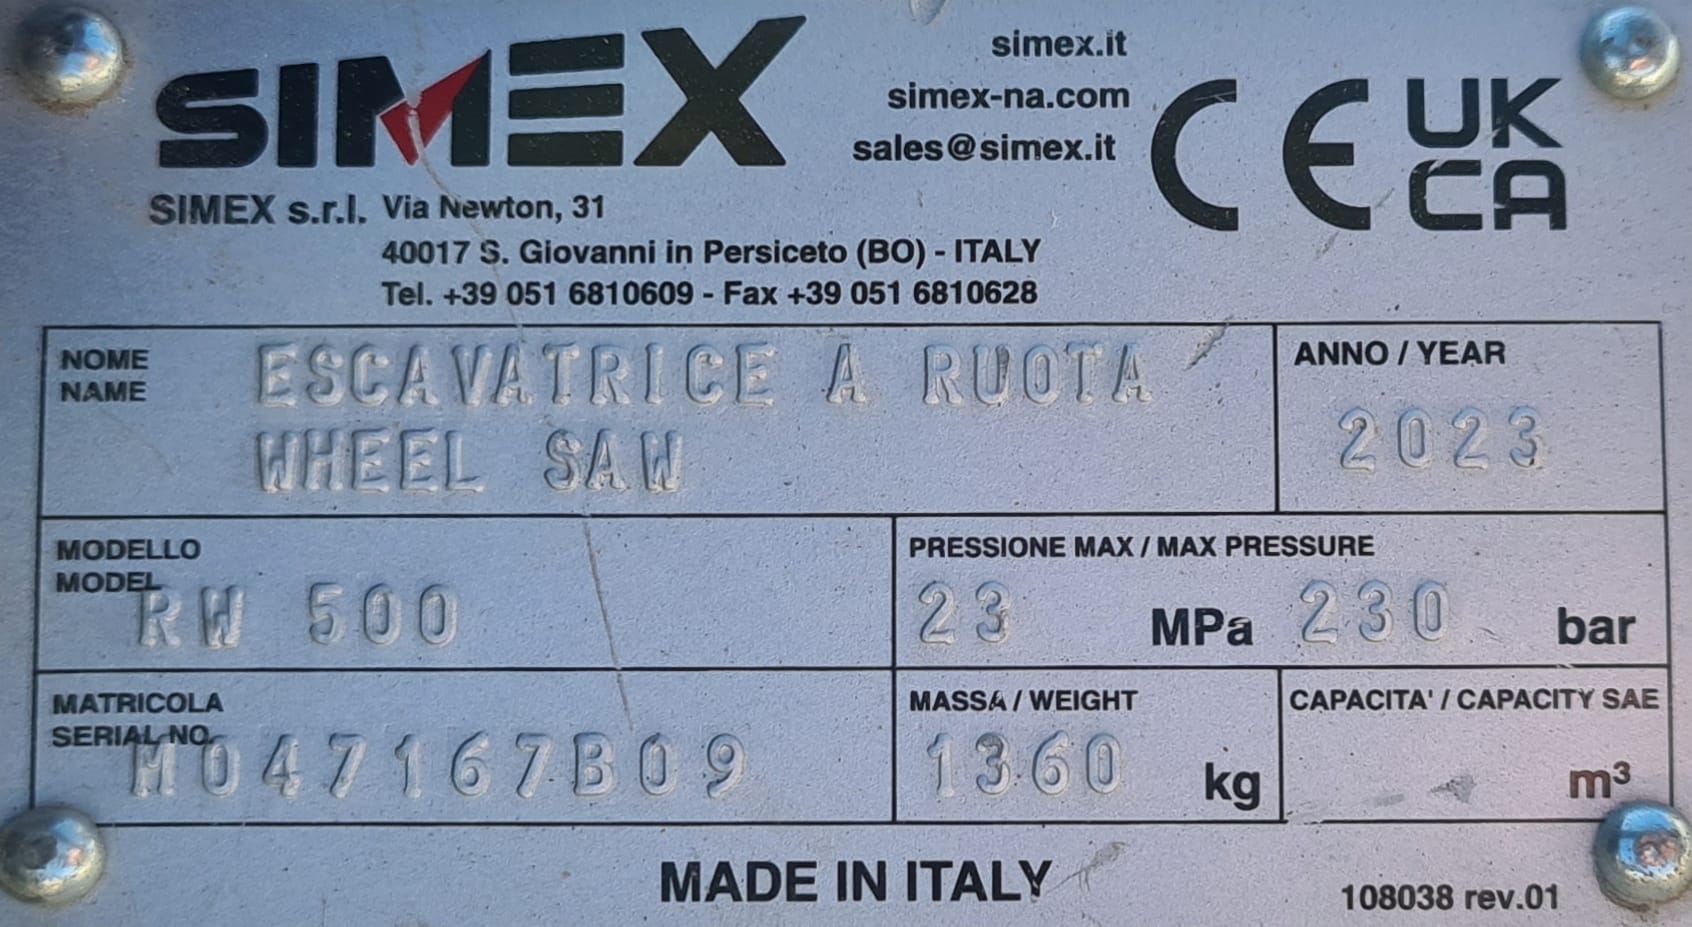 SIMEX
simex.it
simex-na.com
sales@simex.it
CE
UK
CA
SIMEX s.r.l. Via Newton, 31
40017 S. Giovanni in Persiceto (BO) - ITALY
Tel. +39 051 6810609 - Fax +39 051 6810628
NOME
NAME
ESCAVATRICE A RUOTA
WHEEL SAW
ANNO / YEAR
2023
MODELLO
MODEL
RW 500
PRESSIONE MAX / MAX PRESSURE
23 MPa 230 bar
MATRICOLA
SERIAL NO.
M047167B09
MASSA / WEIGHT
1360 kg
CAPACITA' / CAPACITY SAE
m³
MADE IN ITALY
108038 rev.01